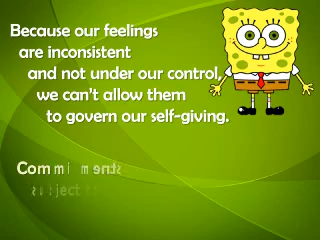 Because our feelings
are inconsistent
and not under our control,
we can't allow them
to govern our self-giving.